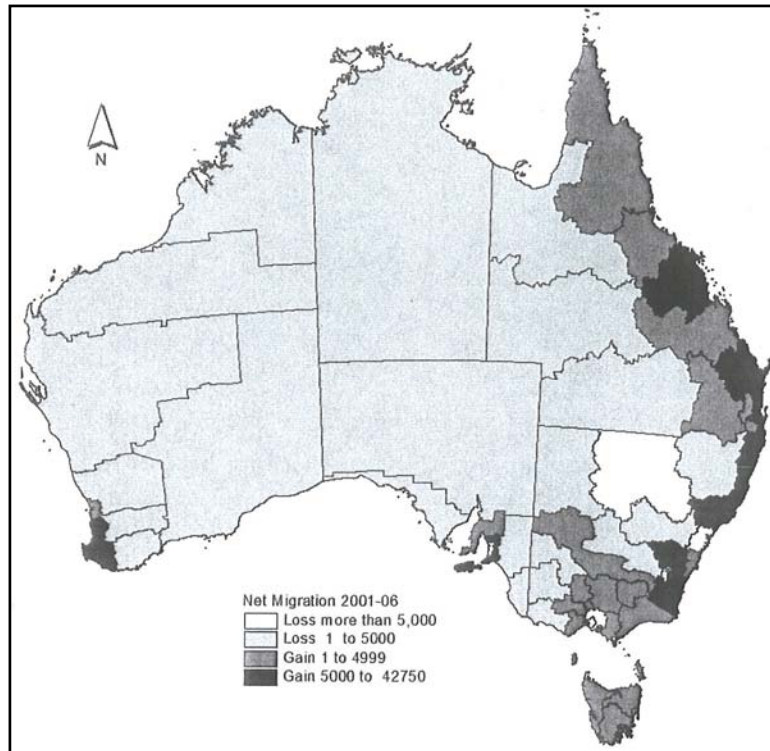 N
Net Migration 2001-06
Loss more than 5,000
Loss 1 to 5000
Gain 1 to 4999
Gain 5000 to 42750